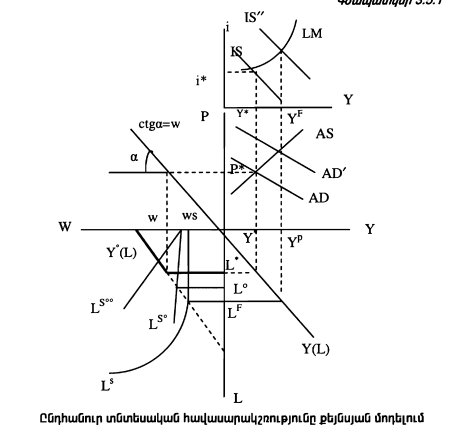 Գծապատկեր 3.5.1
IS′′
i
LM
IS
i*
Y
P
Y*
Y^F
ctgα=w
AS
α
P*
AD′
AD
W
w
ws
Y
Y^p
Y
Y°(L)
L*
L^S°°
L°
L^S°
L^F
Y(L)
L^s
L
Ընդհանուր տնտեսական հավասարակշռությունը քեյնսյան մոդելում